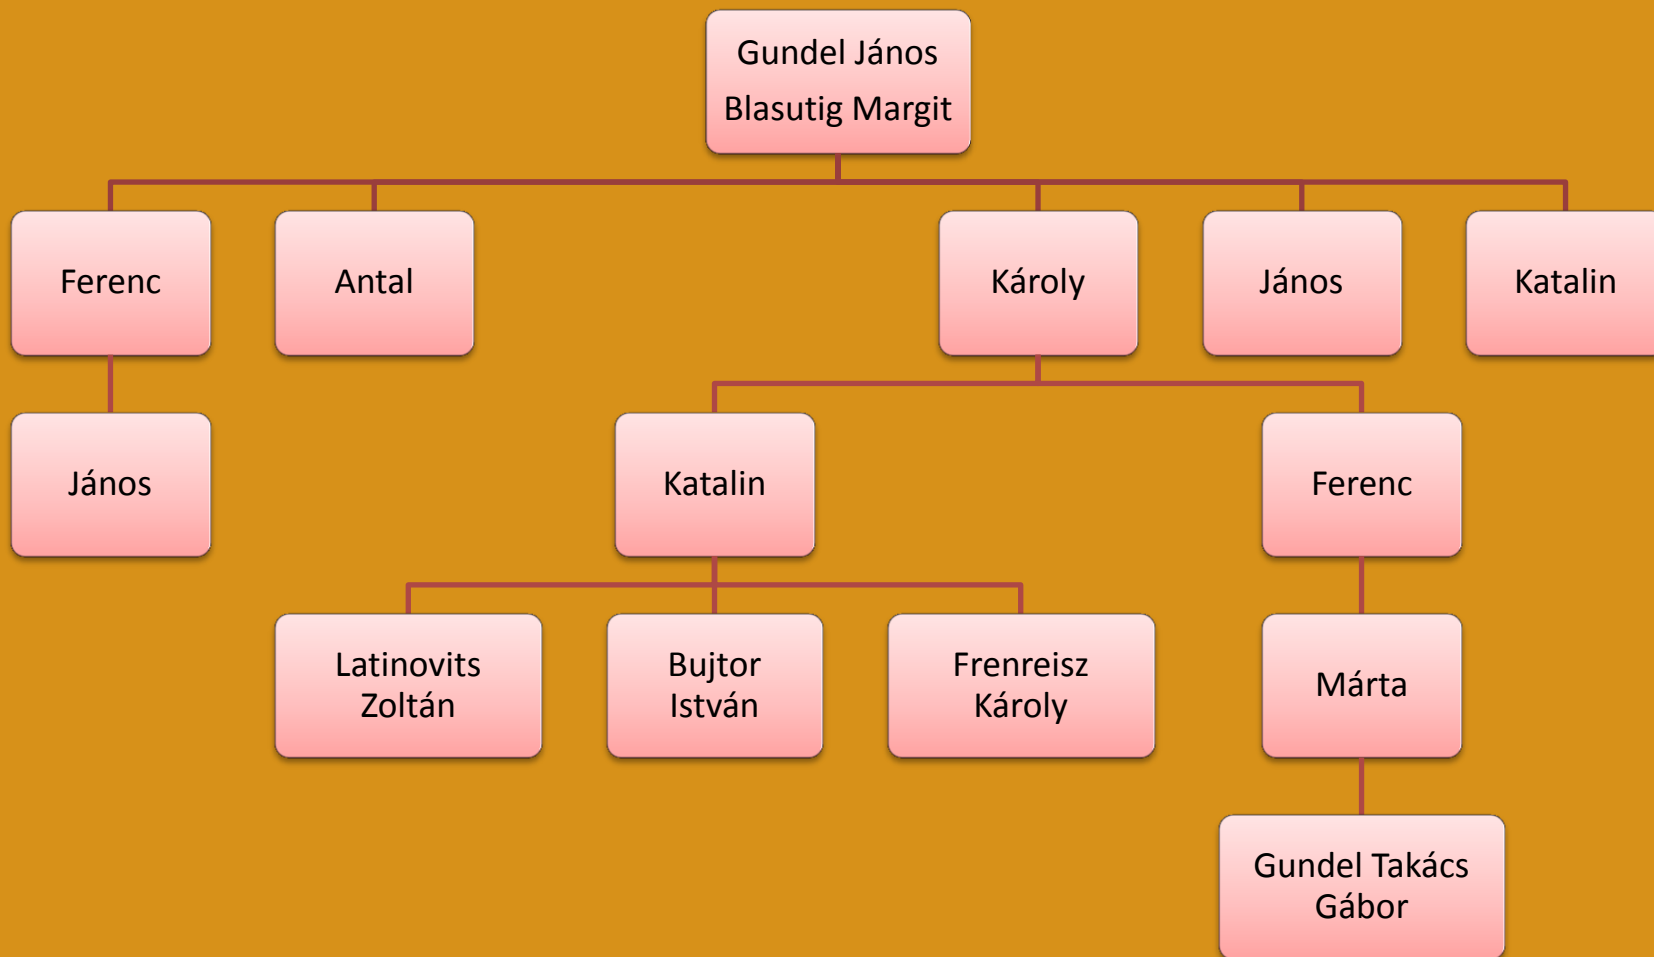 Gundel János
Blasutig Margit
Ferenc
Antal
Károly
János
Katalin
János
Katalin
Ferenc
Latinovits
Zoltán
Bujtor
István
Frenreisz
Károly
Márta
Gundel Takács
Gábor